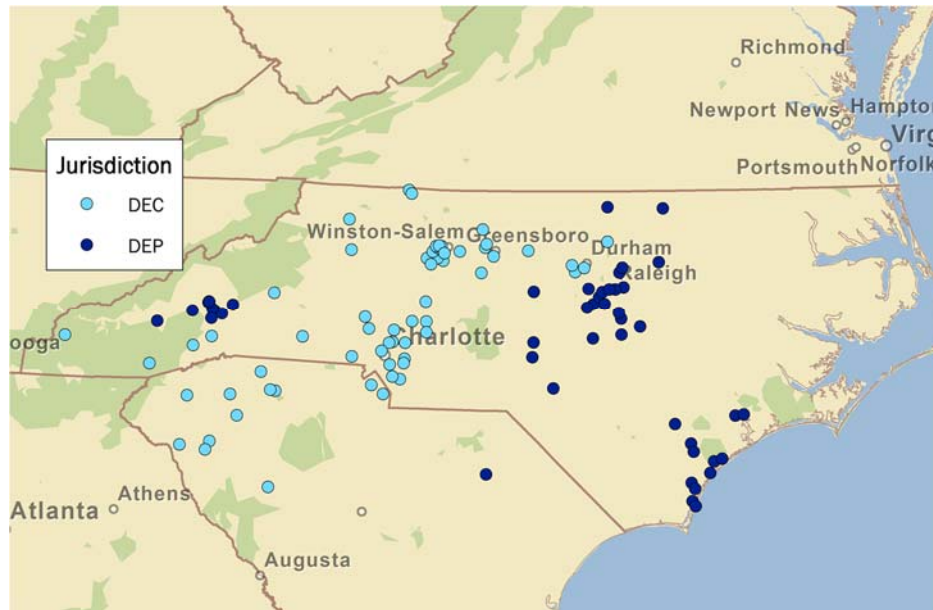 Richmond
Newport News
Hampton
Virg
Portsmouth
Norfolk
Jurisdiction
DEC
DEP
Winston-Salem
Greensboro
Durham
Raleigh
harlotte
ooga
Athens
Atlanta
Augusta